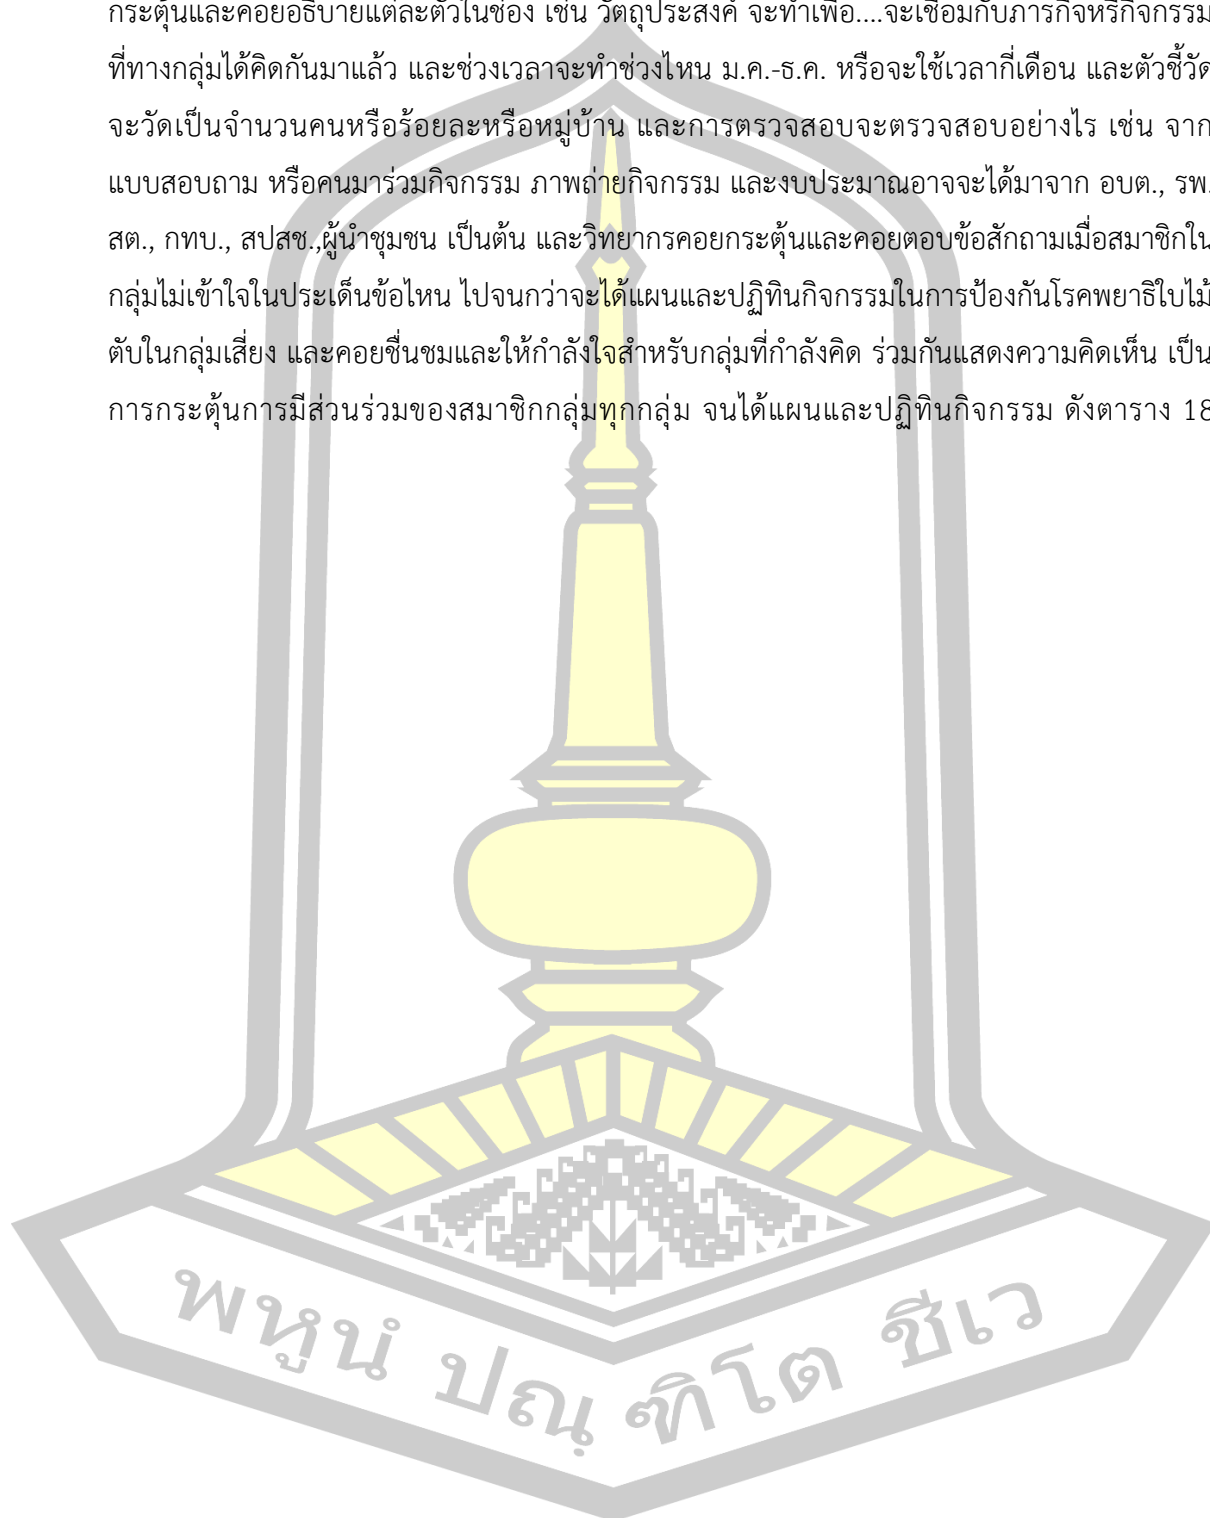 กระตุ้นและคอยอธิบายแต่ละตัวในช่อง เช่น วัตถุประสงค์ จะทำเพื่อ....จะเชื่อมกับภารกิจหรืกิจกรรม
ที่ทางกลุ่มได้คิดกันมาแล้ว และช่วงเวลาจะทำช่วงไหน ม.ค.-ธ.ค. หรือจะใช้เวลากี่เดือน และตัวชี้วัด
จะวัดเป็นจำนวนคนหรือร้อยละหรือหมู่บ้าน และการตรวจสอบจะตรวจสอบอย่างไร เช่น จาก
แบบสอบถาม หรือคนมาร่วมกิจกรรม ภาพถ่ายกิจกรรม และงบประมาณอาจจะได้มาจาก อบต., รพ.
สต., กทบ., สปสช.,ผู้นำชุมชน เป็นต้น และวิทยากรคอยกระตุ้นและคอยตอบข้อสักถามเมื่อสมาชิกใน
กลุ่มไม่เข้าใจในประเด็นข้อไหน ไปจนกว่าจะได้แผนและปฏิทินกิจกรรมในการป้องกันโรคพยาธิใบไม้
ตับในกลุ่มเสี่ยง และคอยชื่นชมและให้กำลังใจสำหรับกลุ่มที่กำลังคิด ร่วมกันแสดงความคิดเห็น เป็น
การกระตุ้นการมีส่วนร่วมของสมาชิกกลุ่มทุกกลุ่ม จนได้แผนและปฏิทินกิจกรรม ดังตาราง 18
พหูนํ ปณฺฑิโต ชีเว